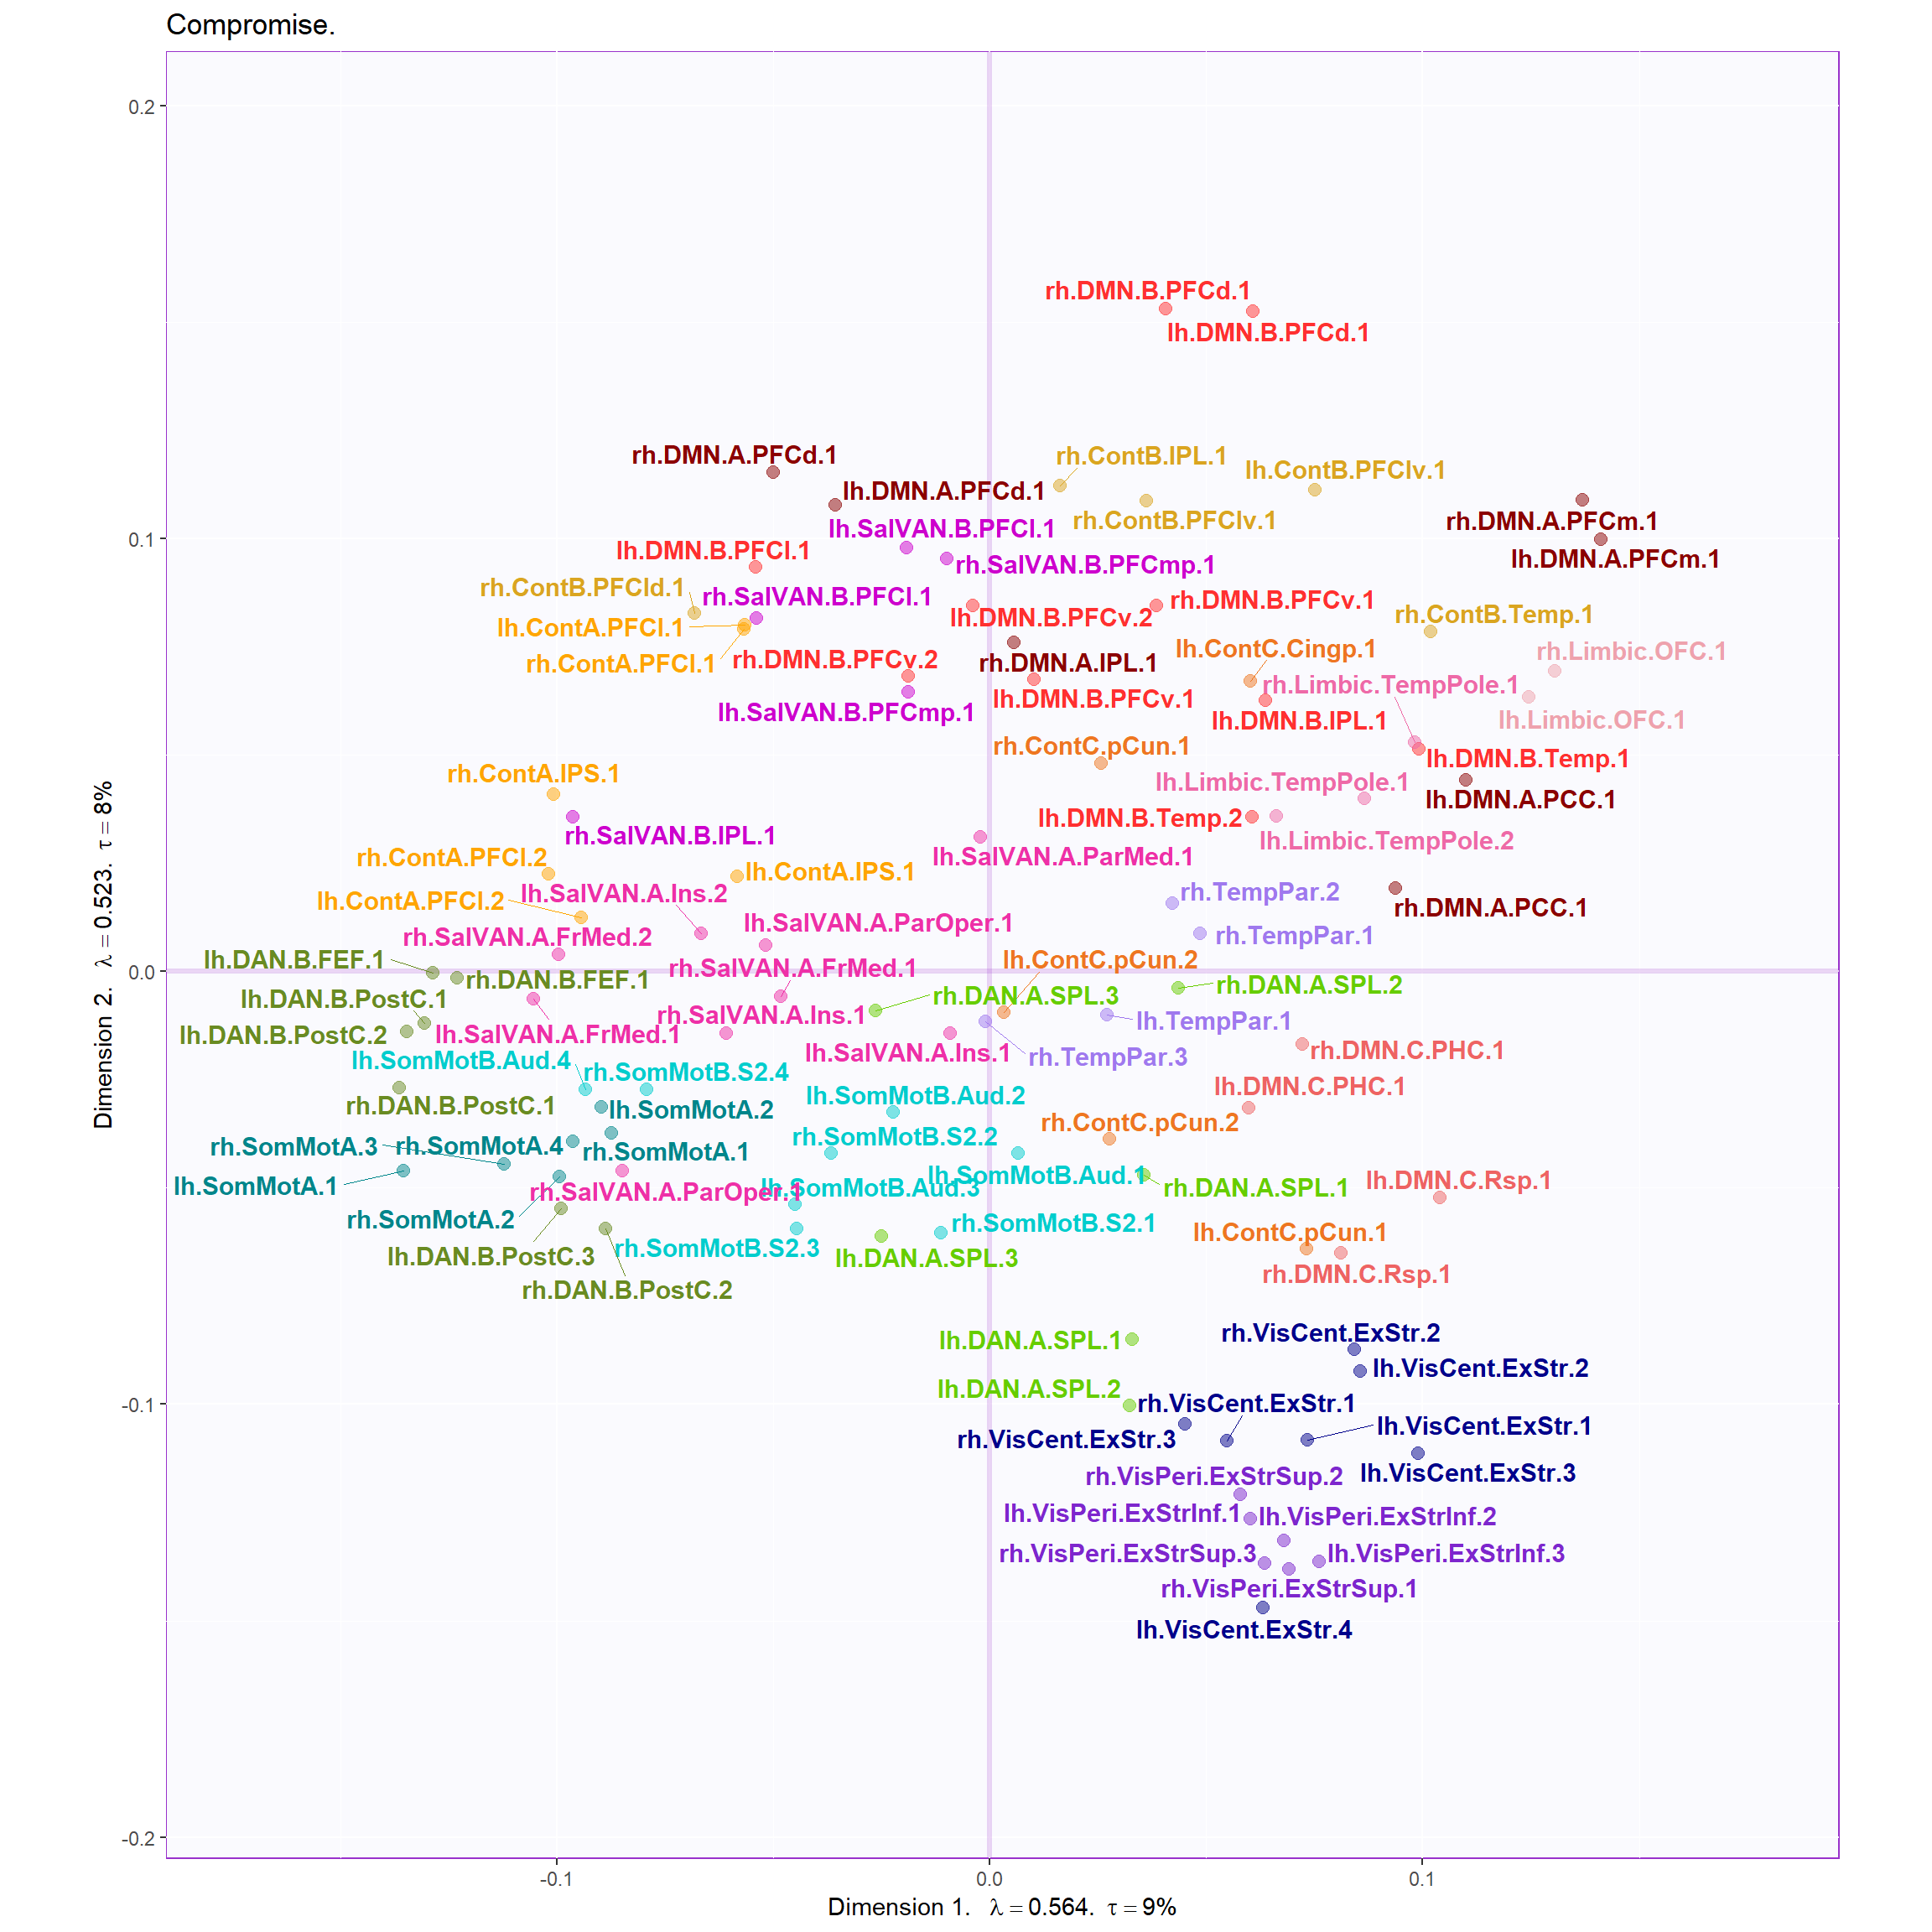 Compromise.
0.2
rh.DMN.B.PFCd.1
lh.DMN.B.PFCd.1
rh.DMN.A.PFCd.1
rh.ContB.IPL.1
lh.ContB.PFClv.1
lh.DMN.A.PFCd.1
rh.ContB.PFClv.1
rh.DMN.A.PFCm.1
lh.SalVAN.B.PFCl.1
0.1
lh.DMN.B.PFCl.1
rh.SalVAN.B.PFCmp.1
lh.DMN.A.PFCm.1
rh.ContB.PFCld.1
rh.SalVAN.B.PFCl.1
rh.DMN.B.PFCv.1
lh.DMN.B.PFCv.2
rh.ContB.Temp.1
lh.ContA.PFCl.1
rh.ContA.PFCl.1
rh.DMN.B.PFCv.2
rh.DMN.A.IPL.1
lh.ContC.Cingp.1
rh.Limbic.OFC.1
rh.Limbic.TempPole.1
lh.DMN.B.PFCv.1
lh.SalVAN.B.PFCmp.1
lh.DMN.B.IPL.1
lh.Limbic.OFC.1
rh.ContC.pCun.1
lh.DMN.B.Temp.1
rh.ContA.IPS.1
lh.Limbic.TempPole.1
lh.DMN.A.PCC.1
rh.SalVAN.B.IPL.1
lh.DMN.B.Temp.2
lh.Limbic.TempPole.2
lh.SalVAN.A.ParMed.1
rh.ContA.PFCl.2
lh.ContA.IPS.1
lh.ContA.PFCl.2
lh.SalVAN.A.Ins.2
rh.TempPar.2
rh.DMN.A.PCC.1
lh.SalVAN.A.ParOper.1
rh.SalVAN.A.FrMed.2
rh.TempPar.1
lh.DAN.B.FEF.1
rh.SalVAN.A.FrMed.1
lh.ContC.pCun.2
0.0
rh.DAN.B.FEF.1
rh.DAN.A.SPL.2
lh.DAN.B.PostC.1
rh.DAN.A.SPL.3
rh.SalVAN.A.Ins.1
lh.TempPar.1
lh.DAN.B.PostC.2
lh.SalVAN.A.FrMed.1
lh.SalVAN.A.Ins.1
rh.TempPar.3
rh.DMN.C.PHC.1
lh.SomMotB.Aud.4
rh.SomMotB.S2.4
lh.DMN.C.PHC.1
rh.DAN.B.PostC.1
lh.SomMotA.2
lh.SomMotB.Aud.2
rh.ContC.pCun.2
rh.SomMotB.S2.2
rh.SomMotA.3
rh.SomMotA.4
rh.SomMotA.1
lh.SomMotB.Aud.1
lh.SomMotA.1
rh.SalVAN.A.ParOper.1
lh.SomMotB.Aud.3
rh.DAN.A.SPL.1
lh.DMN.C.Rsp.1
rh.SomMotA.2
rh.SomMotB.S2.1
lh.ContC.pCun.1
lh.DAN.B.PostC.3
rh.SomMotB.S2.3
lh.DAN.A.SPL.3
rh.DMN.C.Rsp.1
rh.DAN.B.PostC.2
lh.DAN.A.SPL.1
rh.VisCent.ExStr.2
lh.VisCent.ExStr.2
lh.DAN.A.SPL.2
-0.1
rh.VisCent.ExStr.1
lh.VisCent.ExStr.1
rh.VisCent.ExStr.3
lh.VisCent.ExStr.3
rh.VisPeri.ExStrSup.2
lh.VisPeri.ExStrInf.1
lh.VisPeri.ExStrInf.2
rh.VisPeri.ExStrSup.3
lh.VisPeri.ExStrInf.3
rh.VisPeri.ExStrSup.1
lh.VisCent.ExStr.4
-0.2
-0.1
0.0
0.1
Dimension 1. λ = 0.564. τ = 9%
Dimension 2. λ = 0.523. τ = 8%